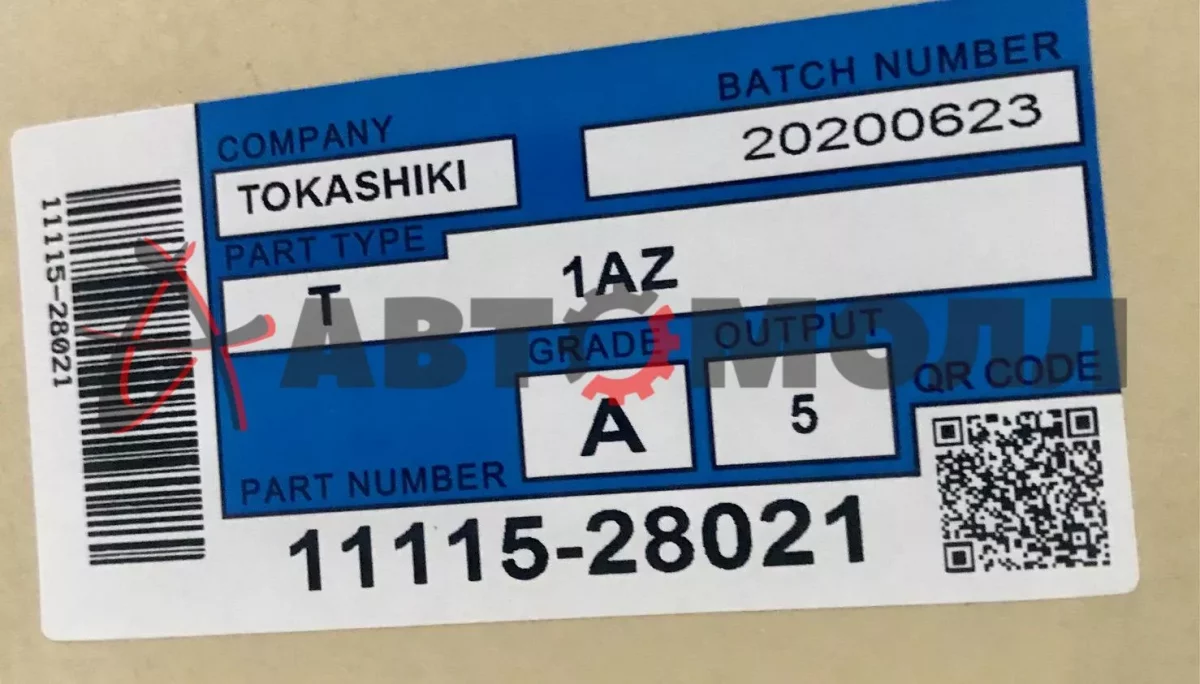 11115-28021
COMPANY
TOKASHIKI
BATCH NUMBER
20200623
PART TYPE
T 1AZ
АВТОМОЛЛ
GRADE
A
OUTPUT
5
QR CODE
PART NUMBER
11115-28021